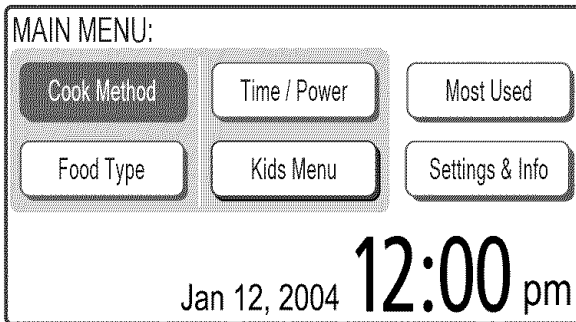 MAIN MENU:
Cook Method Time / Power Most Used
Food Type Kids Menu Settings & Info
Jan 12, 2004 12:00 pm